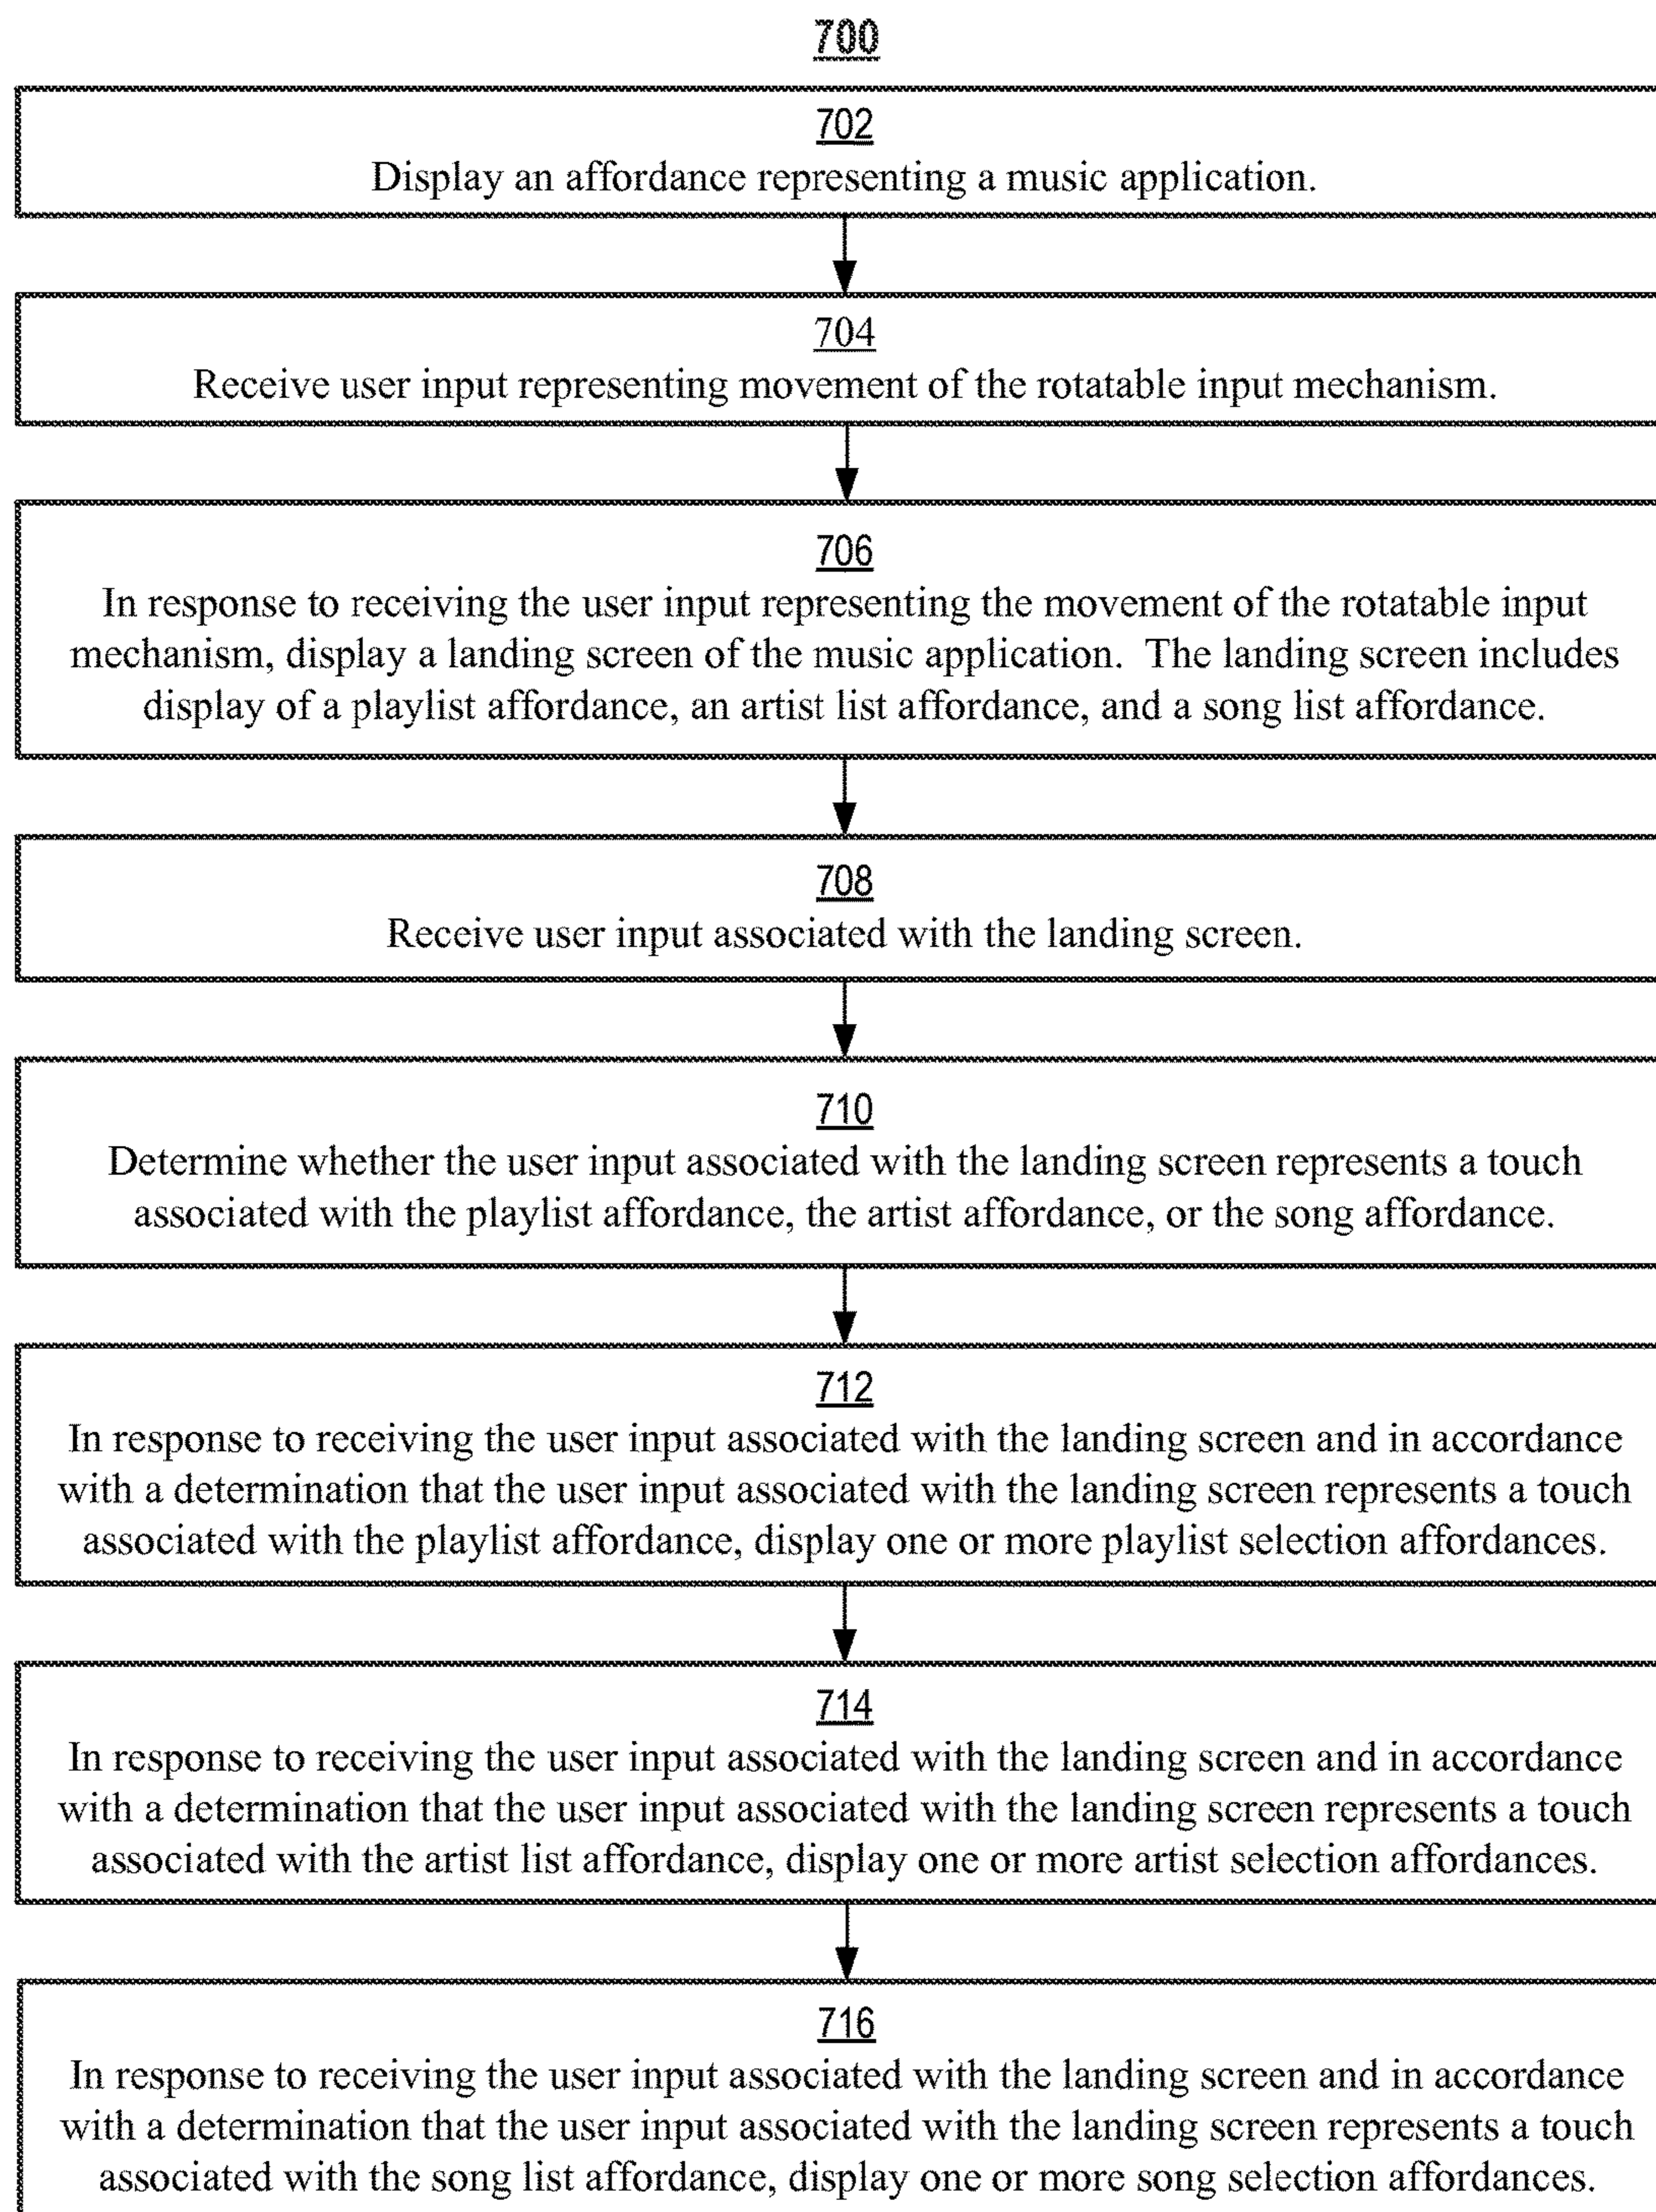 700
702
Display an affordance representing a music application.
704
Receive user input representing movement of the rotatable input mechanism.
706
In response to receiving the user input representing the movement of the rotatable input
mechanism, display a landing screen of the music application. The landing screen includes
display of a playlist affordance, an artist list affordance, and a song list affordance.
708
Receive user input associated with the landing screen.
710
Determine whether the user input associated with the landing screen represents a touch
associated with the playlist affordance, the artist affordance, or the song affordance.
712
In response to receiving the user input associated with the landing screen and in accordance
with a determination that the user input associated with the landing screen represents a touch
associated with the playlist affordance, display one or more playlist selection affordances.
714
In response to receiving the user input associated with the landing screen and in accordance
with a determination that the user input associated with the landing screen represents a touch
associated with the artist list affordance, display one or more artist selection affordances.
716
In response to receiving the user input associated with the landing screen and in accordance
with a determination that the user input associated with the landing screen represents a touch
associated with the song list affordance, display one or more song selection affordances.